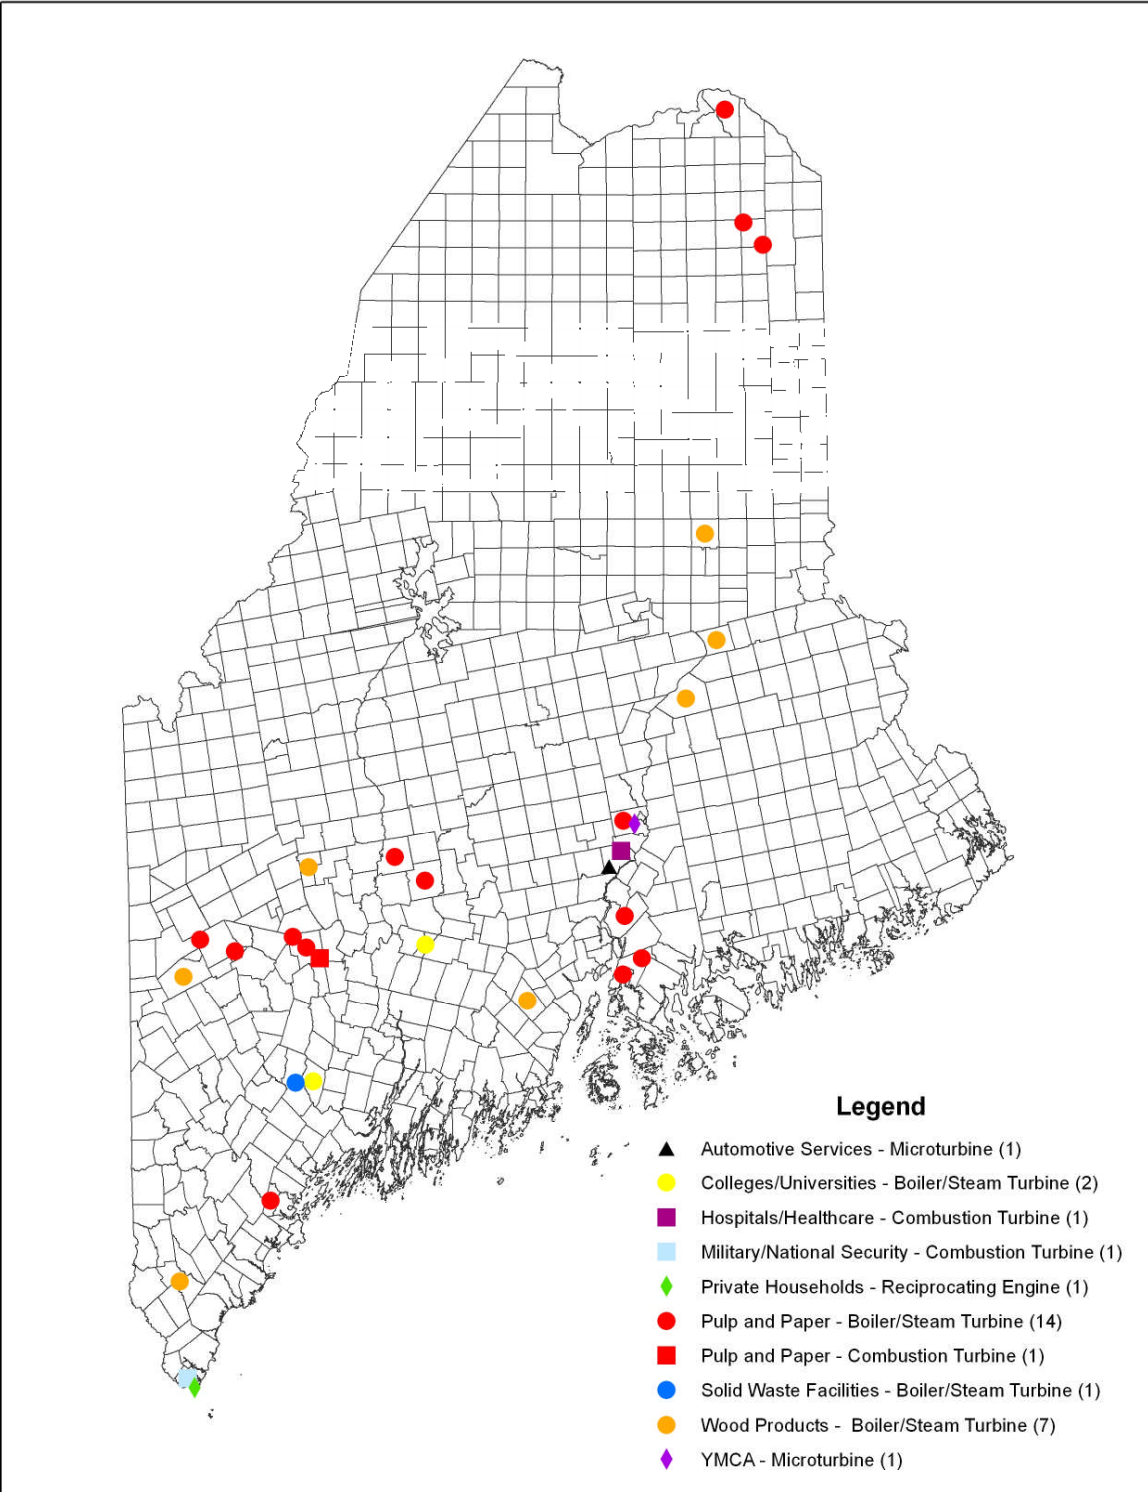 Legend
Automotive Services - Microturbine (1)
Colleges/Universities - Boiler/Steam Turbine (2)
Hospitals/Healthcare - Combustion Turbine (1)
Military/National Security - Combustion Turbine (1)
Private Households - Reciprocating Engine (1)
Pulp and Paper - Boiler/Steam Turbine (14)
Pulp and Paper - Combustion Turbine (1)
Solid Waste Facilities - Boiler/Steam Turbine (1)
Wood Products - Boiler/Steam Turbine (7)
YMCA - Microturbine (1)